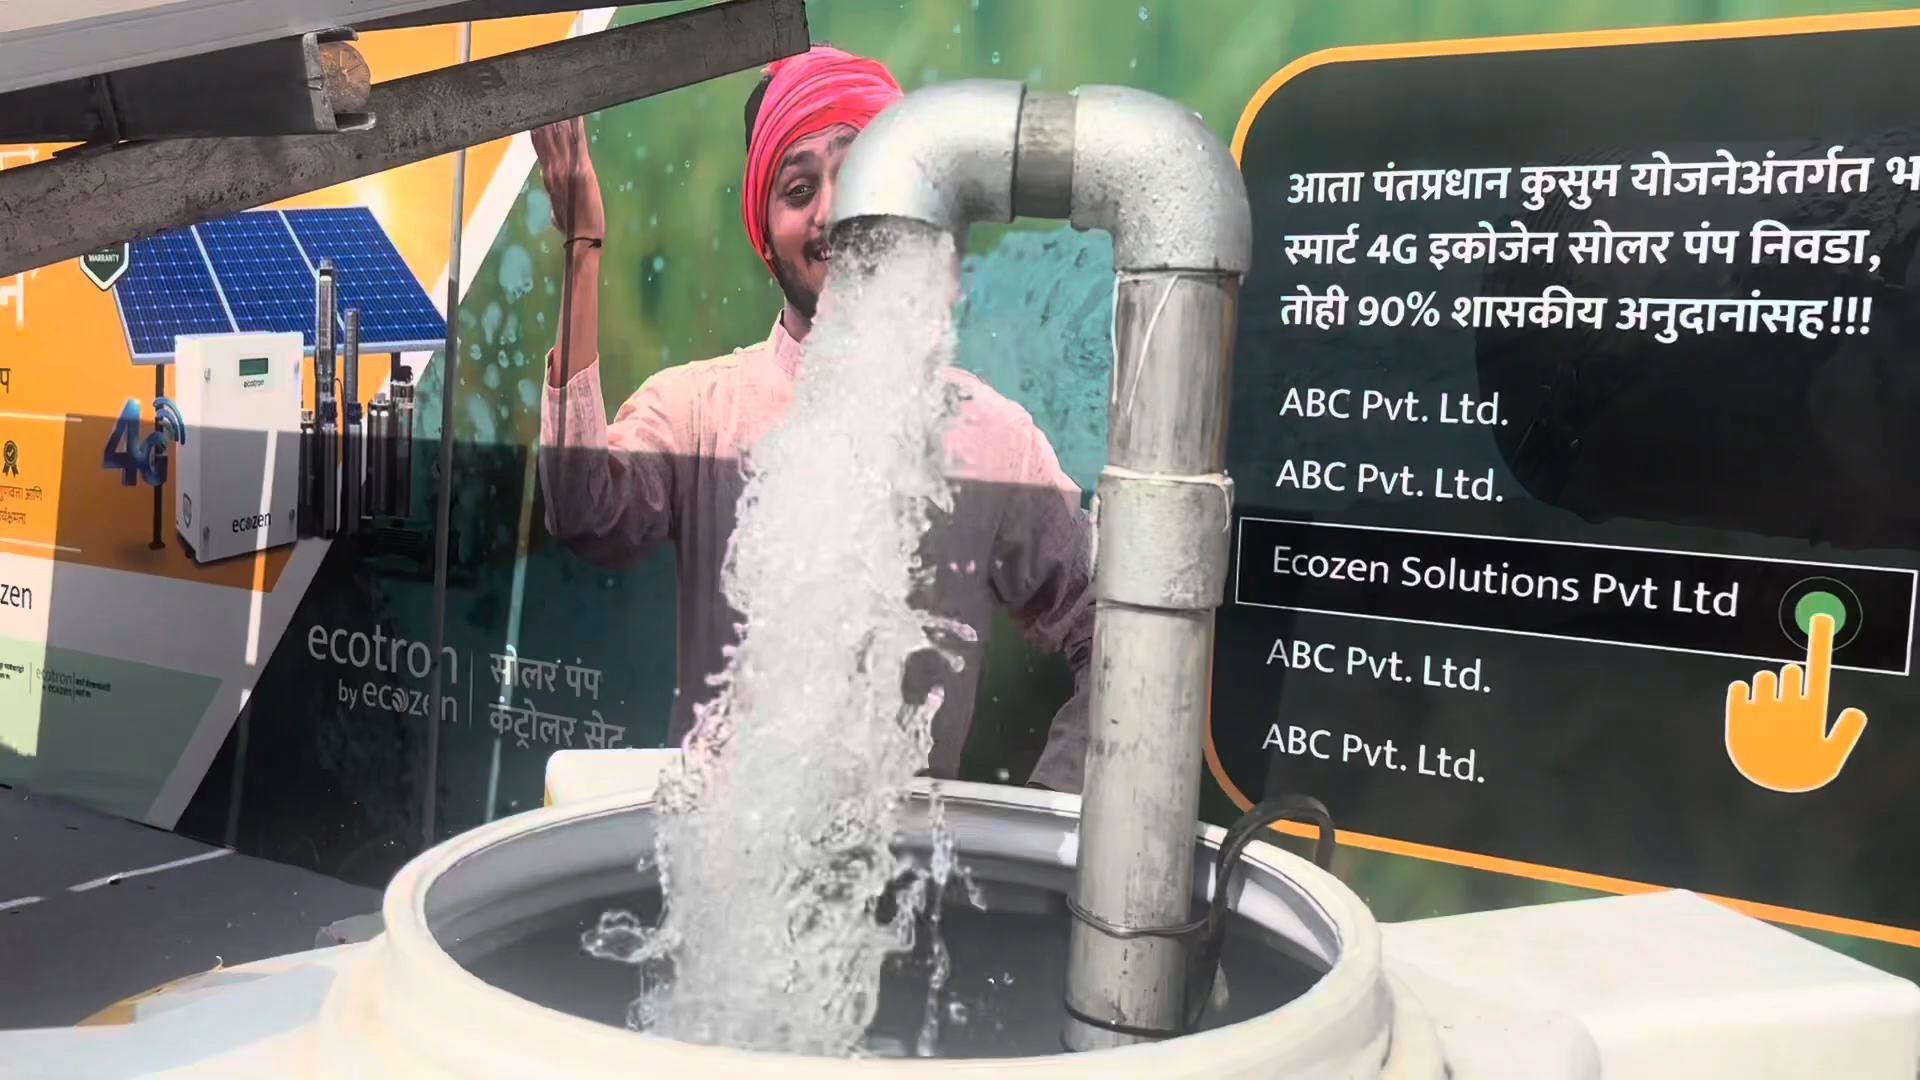 WARRANTY
ecotron
4G
ecozen
zen
ecotron
by ecozen
सोलर पंप
कंट्रोलर सेट
आता पंतप्रधान कुसुम योजनेअंतर्गत
स्मार्ट 4G इकोजेन सोलर पंप निवडा,
तोही 90% शासकीय अनुदानांसह!!!
ABC Pvt. Ltd.
ABC Pvt. Ltd.
Ecozen Solutions Pvt Ltd
ABC Pvt. Ltd.
ABC Pvt. Ltd.